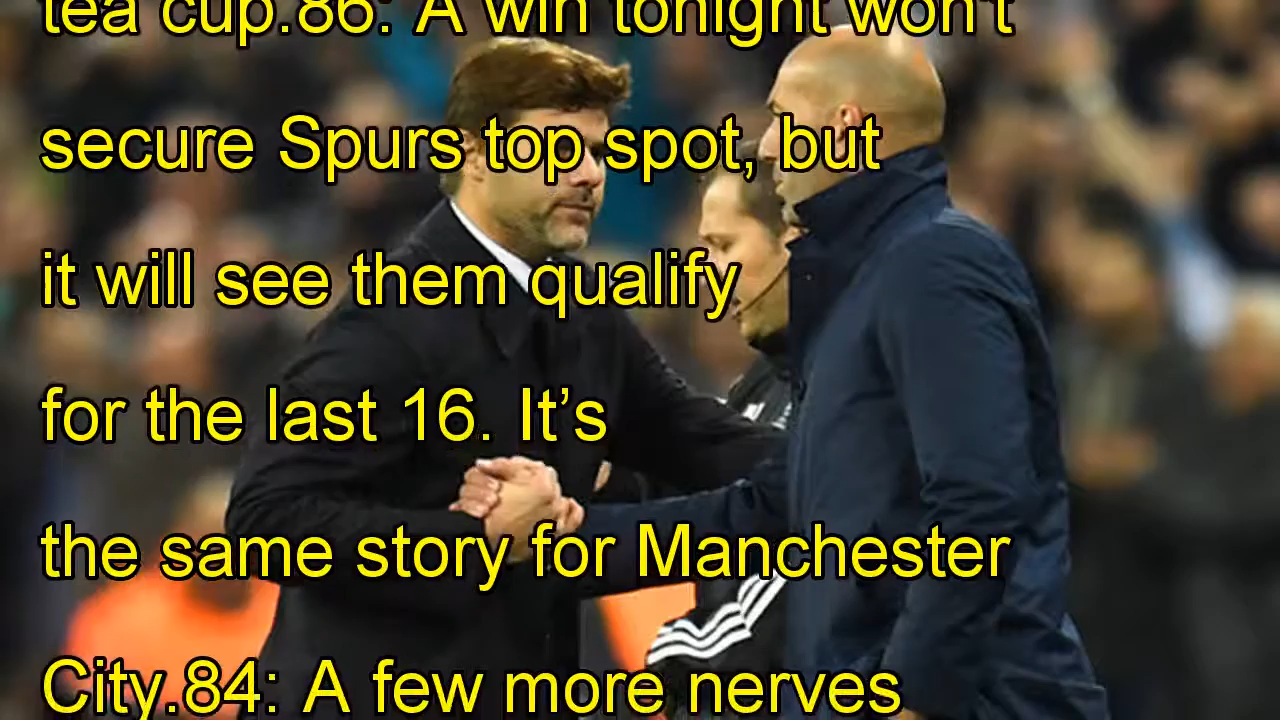 tea cup.86: A win tonight won't
secure Spurs top spot, but
it will see them qualify
for the last 16. It’s
the same story for Manchester
City.84: A few more nerves